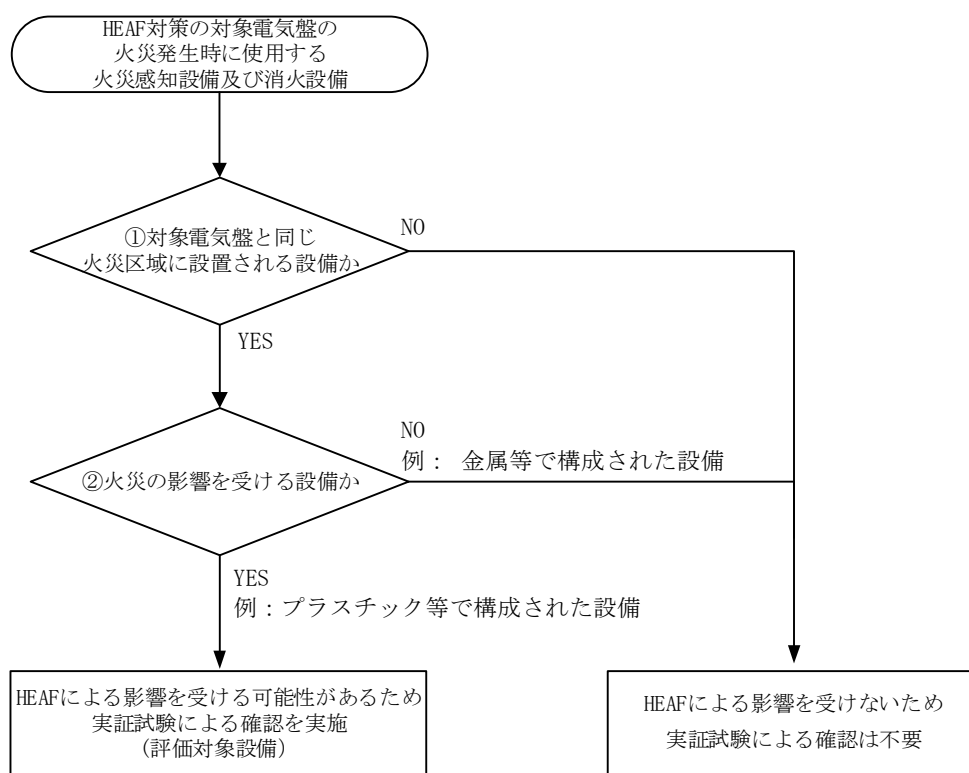 HEAF対策の対象電気盤の
火災発生時に使用する
火災感知設備及び消火設備
①対象電気盤と同じ
火災区域に設置される設備か
NO
YES
②火災の影響を受ける設備か
NO
例： 金属等で構成された設備
YES
例：プラスチック等で構成された設備
HEAFによる影響を受ける可能性があるため
実証試験による確認を実施
（評価対象設備）
HEAFによる影響を受けないため
実証試験による確認は不要